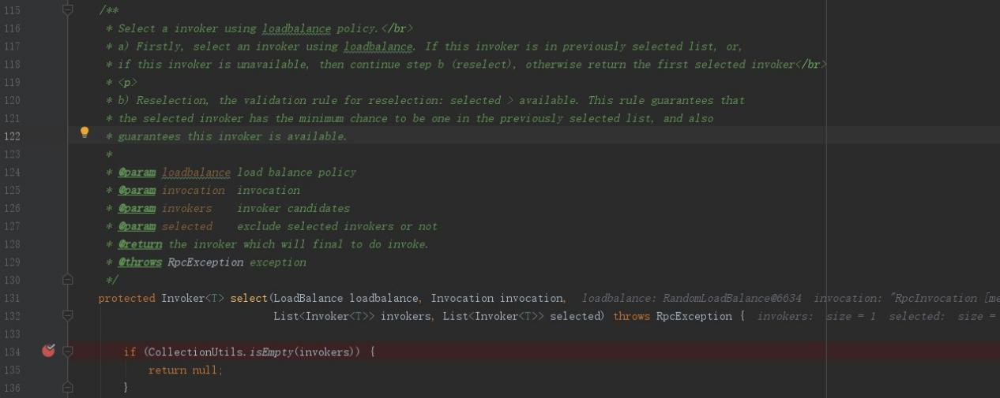 115 /**
116 * Select a invoker using loadbalance policy.</br>
117 * a) Firstly, select an invoker using loadbalance. If this invoker is in previously selected list, or,
118 * if this invoker is unavailable, then continue step b (reselect), otherwise return the first selected invoker</br>
119 * <p>
120 * b) Reselection, the validation rule for reselection: selected > available. This rule guarantees that
121 * the selected invoker has the minimum chance to be one in the previously selected list, and also
122 * guarantees this invoker is available.
123 *
124 * @param loadbalance load balance policy
125 * @param invocation  invocation
126 * @param invokers    invoker candidates
127 * @param selected    exclude selected invokers or not
128 * @return the invoker which will final to do invoke.
129 * @throws RpcException exception
130 */
131 protected Invoker<T> select(LoadBalance loadbalance, Invocation invocation,  loadbalance: RandomLoadBalance@6634  invocation: "RpcInvocation [me
132 List<Invoker<T>> invokers, List<Invoker<T>> selected) throws RpcException {  invokers:  size = 1  selected:  size =
133
134 if (CollectionUtils.isEmpty(invokers)) {
135 return null;
136 }